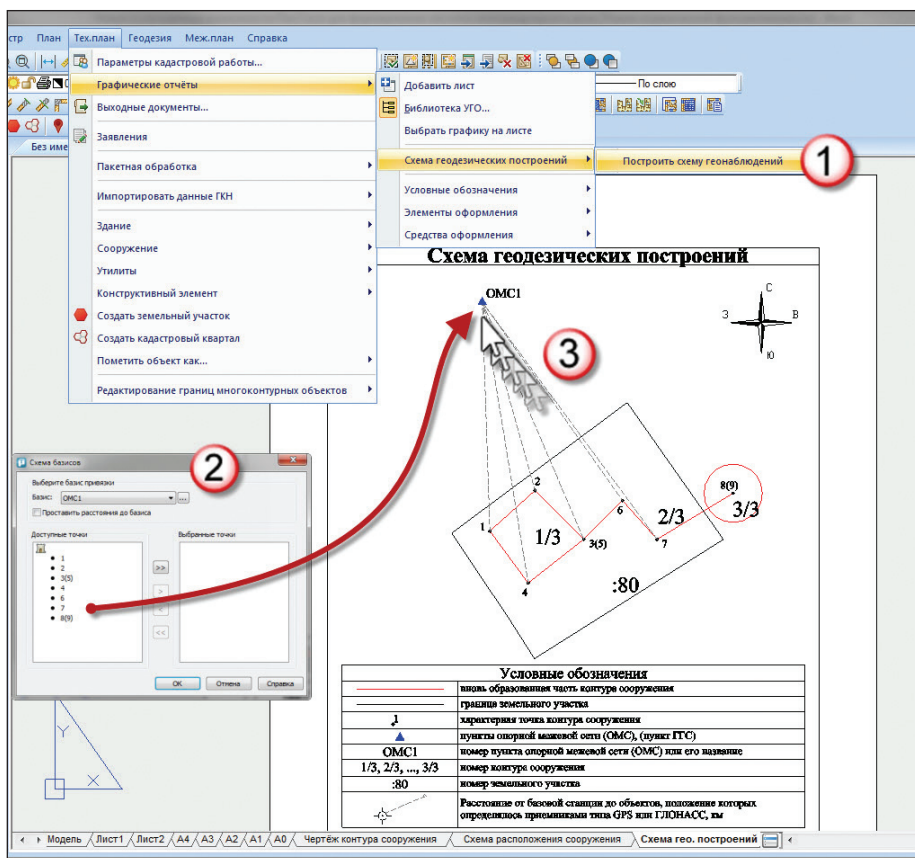 стр План Тех.план Геодезия Меж.план Справка
Параметры кадастровой работы...
Графические отчёты
Выходные документы...
Заявления
Пакетная обработка
Импортировать данные ГКН
Здание
Сооружение
Утилиты
Конструктивный элемент
Создать земельный участок
Создать кадастровый квартал
Пометить объект как...
Редактирование границ многоконтурных объектов
Добавить лист
Библиотека УГО...
Выбрать графику на листе
Схема геодезических построений
Условные обозначения
Элементы оформления
Средства оформления
Построить схему геонаблюдений
1
По слою
Без име
Схема геодезических построений
ОМС1
С
З В
Ю
3
2
1
1/3
3(5)
4
6
2/3
7
8(9)
3/3
:80
Схема базисов
2
Выберите базис привязки
Базис: ОМС1 ...
Проставить расстояния до базиса
Доступные точки Выбранные точки
1
2
3(5)
4
6
7
8(9)
>>
>
<
<<
ОК Отмена Справка
Y
X
Условные обозначения
вновь образованная часть контура сооружения
граница земельного участка
1 характерная точка контура сооружения
пункты опорной межевой сети (ОМС), (пункт ГГС)
ОМС1 номер пункта опорной межевой сети (ОМС) или его название
1/3, 2/3, ..., 3/3 номер контура сооружения
:80 номер земельного участка
Расстояние от базовой станции до объектов, положение которых
определялось приемниками типа GPS или ГЛОНАСС, км
Модель Лист1 Лист2 А4 А3 А2 А1 А0 Чертёж контура сооружения Схема расположения сооружения Схема гео. построений